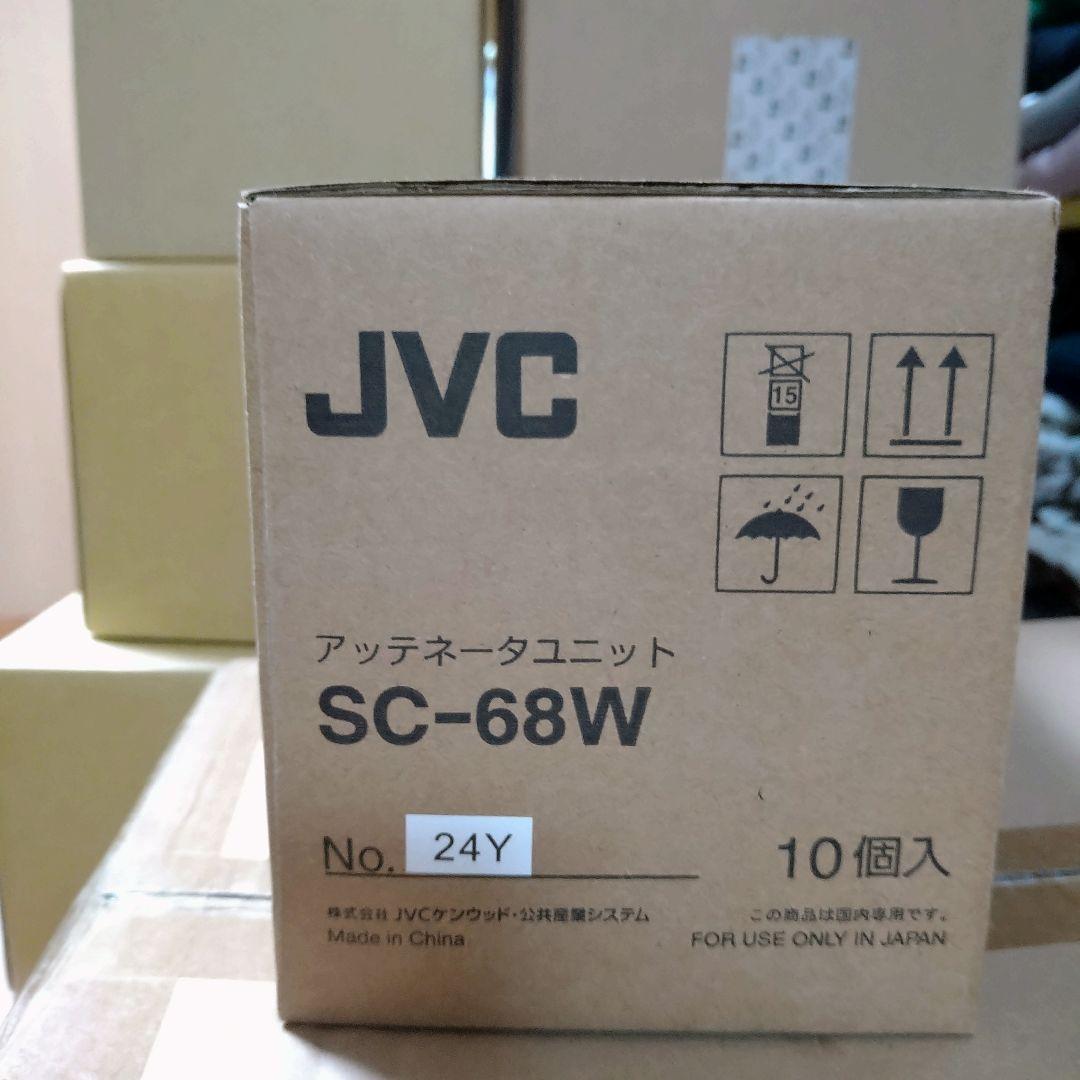 JVC
15
アッテネータユニット
SC-68W
No. 24Y
10個入
株式会社 JVCケンウッド・公共産業システム
Made in China
この商品は国内専用です。
FOR USE ONLY IN JAPAN